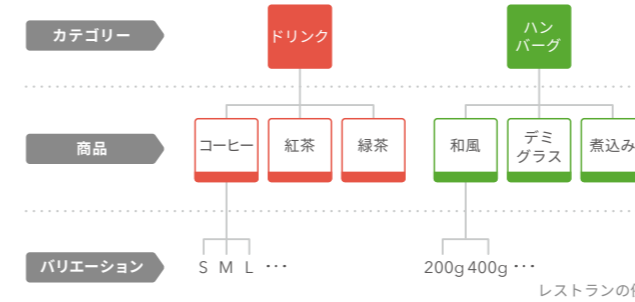 カテゴリー
ドリンク
ハン
バーグ
商品
コーヒー
紅茶
緑茶
和風
デミ
グラス
煮込み
バリエーション
S M L ・・・
200g 400g ・・・
レストランの